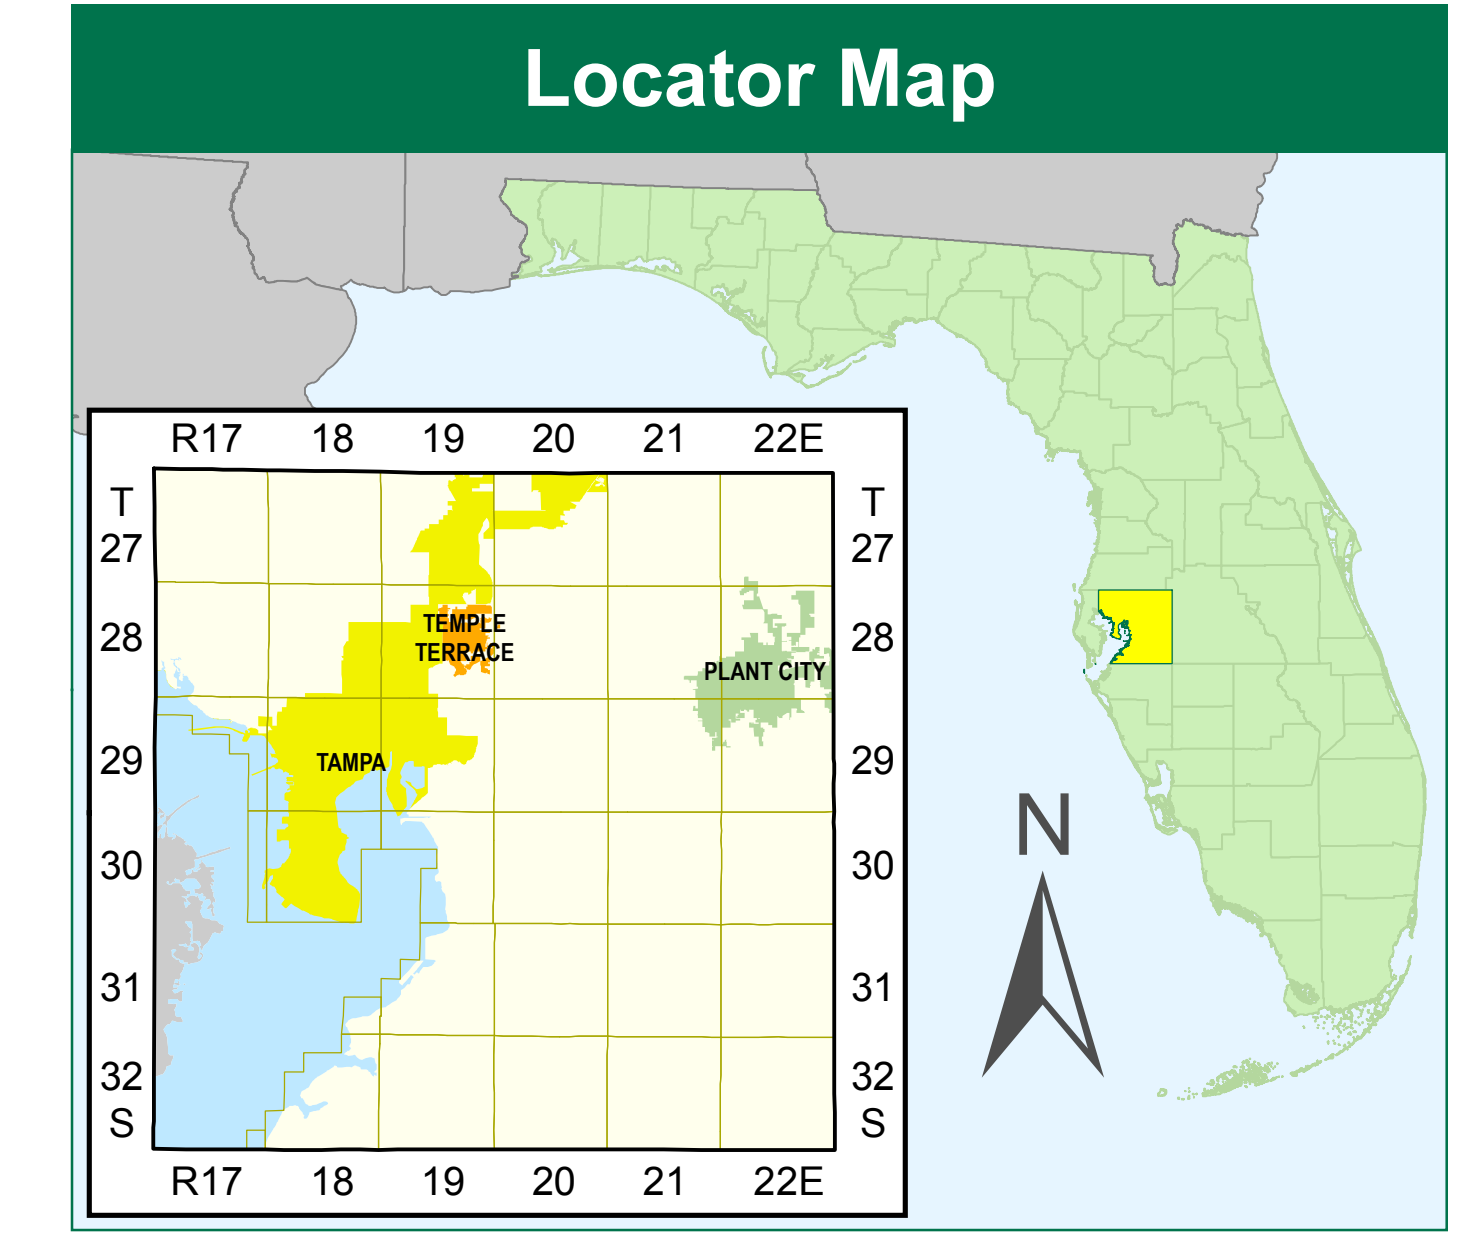 Locator Map
R17 18 19 20 21 22E
T T
27 27
TEMPLE
TERRACE
28 28
PLANT CITY
29 29
TAMPA
N
30 30
31 31
32 32
S S
R17 18 19 20 21 22E